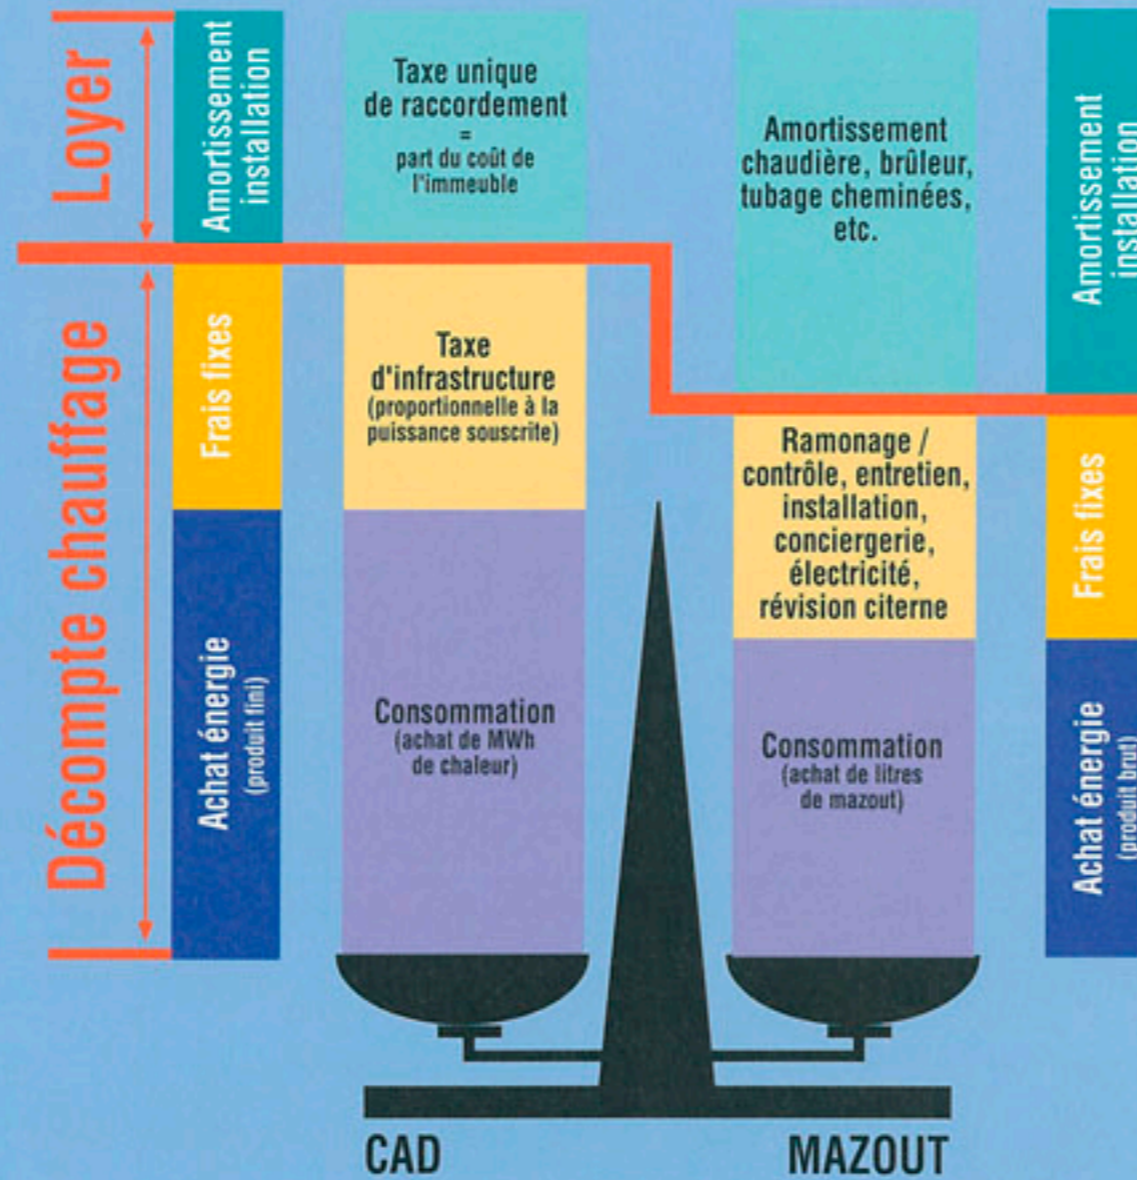 Loyer
Décompte chauffage
Amortissement
installation
Frais fixes
Achat énergie
(produit fini)
Taxe unique
de raccordement
=
part du coût de
l'immeuble
Taxe
d'infrastructure
(proportionnelle à la
puissance souscrite)
Consommation
(achat de MWh
de chaleur)
Amortissement
chaudière, brûleur,
tubage cheminées,
etc.
Ramonage /
contrôle, entretien,
installation,
conciergerie,
électricité,
révision citerne
Consommation
(achat de litres
de mazout)
Amortissement
installation
Frais fixes
Achat énergie
(produit brut)
CAD
MAZOUT